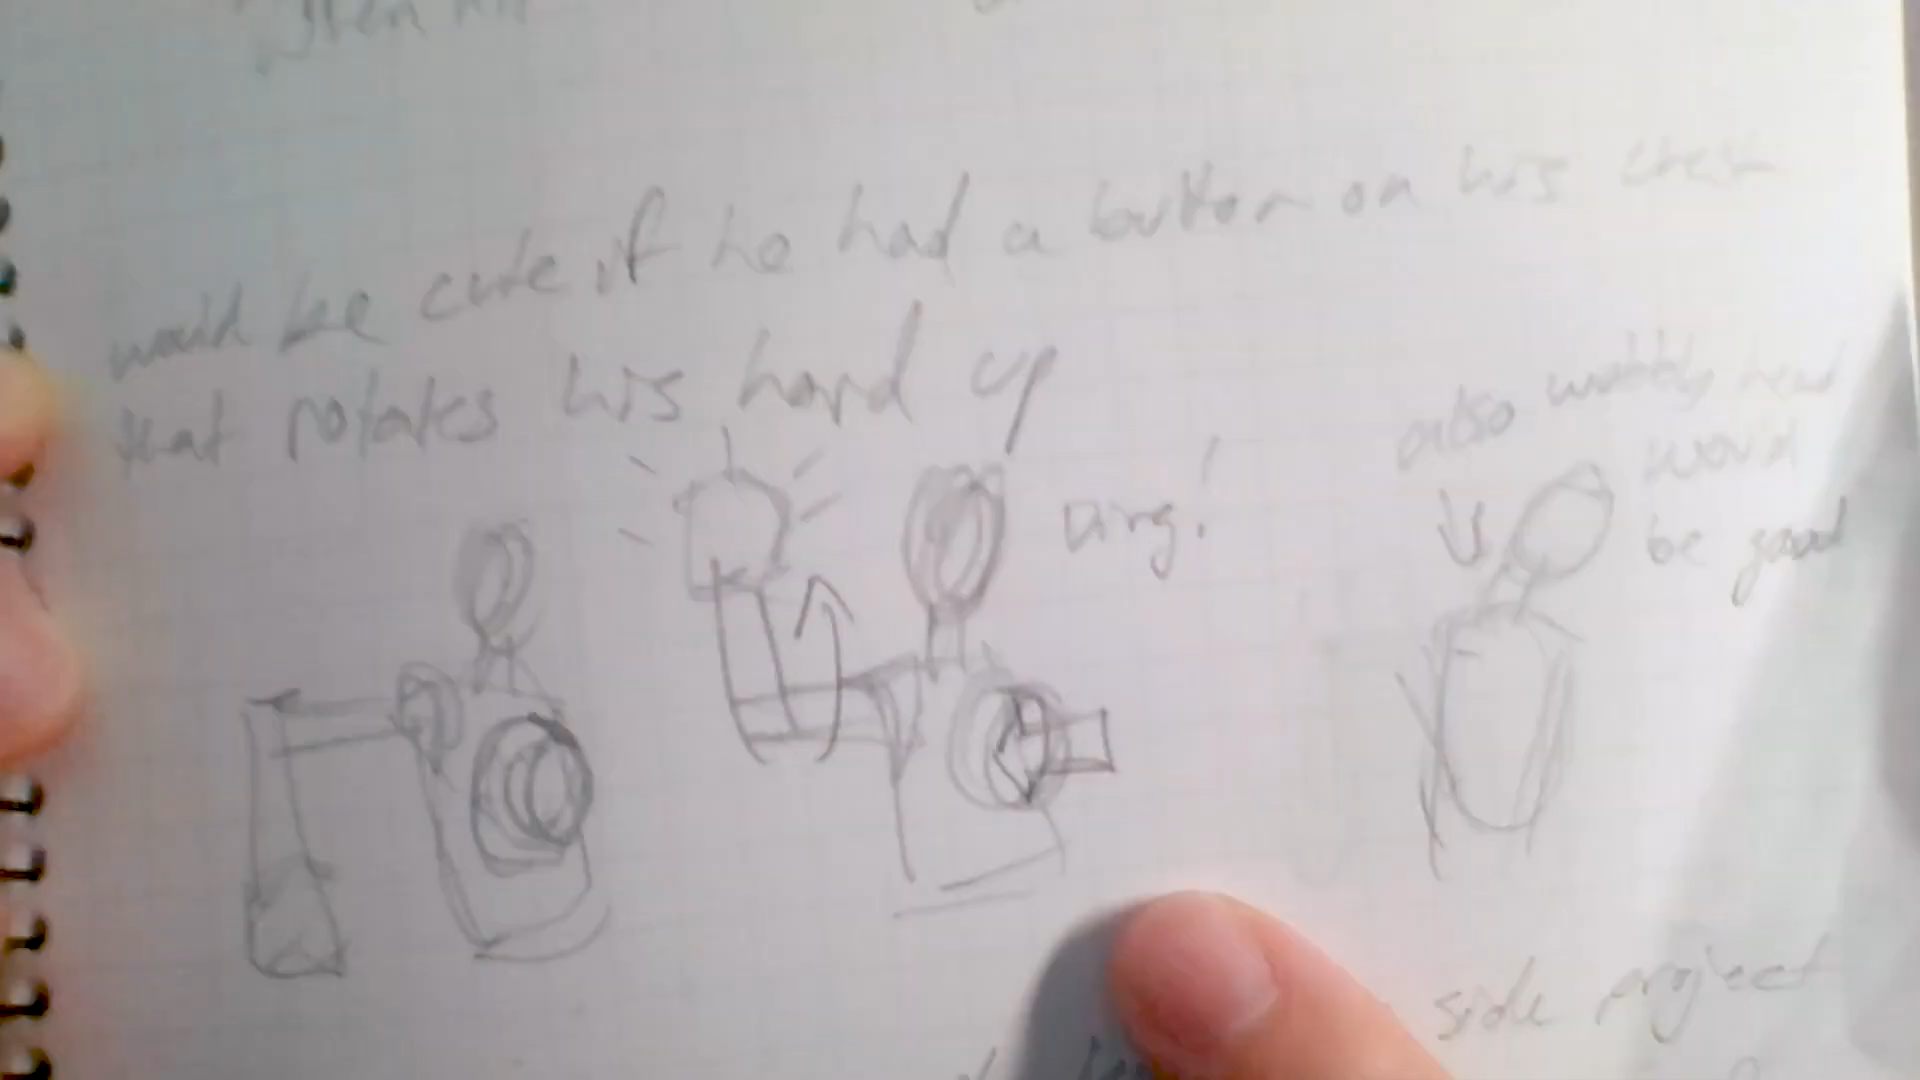 would be cute if he had a button on his chest
that rotates his hand up
ding!
also wobbly head
would
be good
side project